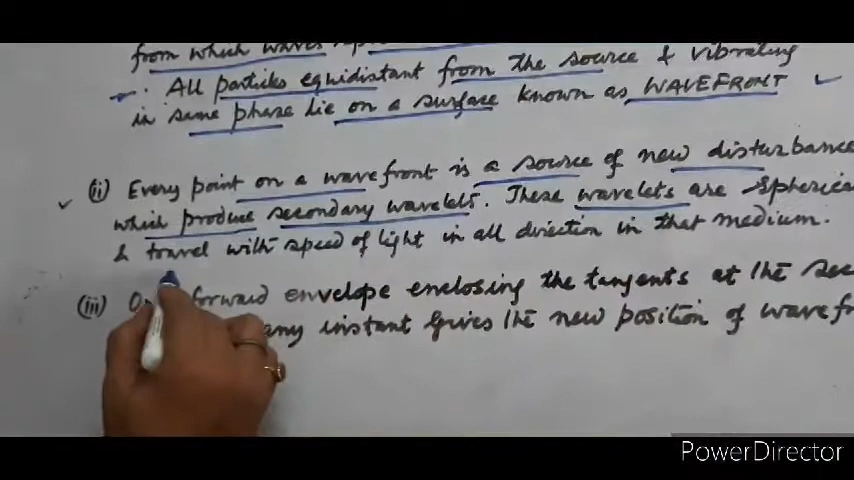 from which waves
. All particles equidistant from the source & vibrating
in same phase lie on a surface known as WAVEFRONT
(ii) Every point on a wavefront is a source of new disturbance
which produce secondary wavelets. These wavelets are spherica
& travel with speed of light in all direction in that medium.
(iii) forward envelope enclosing the tangents at the sec
any instant gives the new position of wavefr
PowerDirector